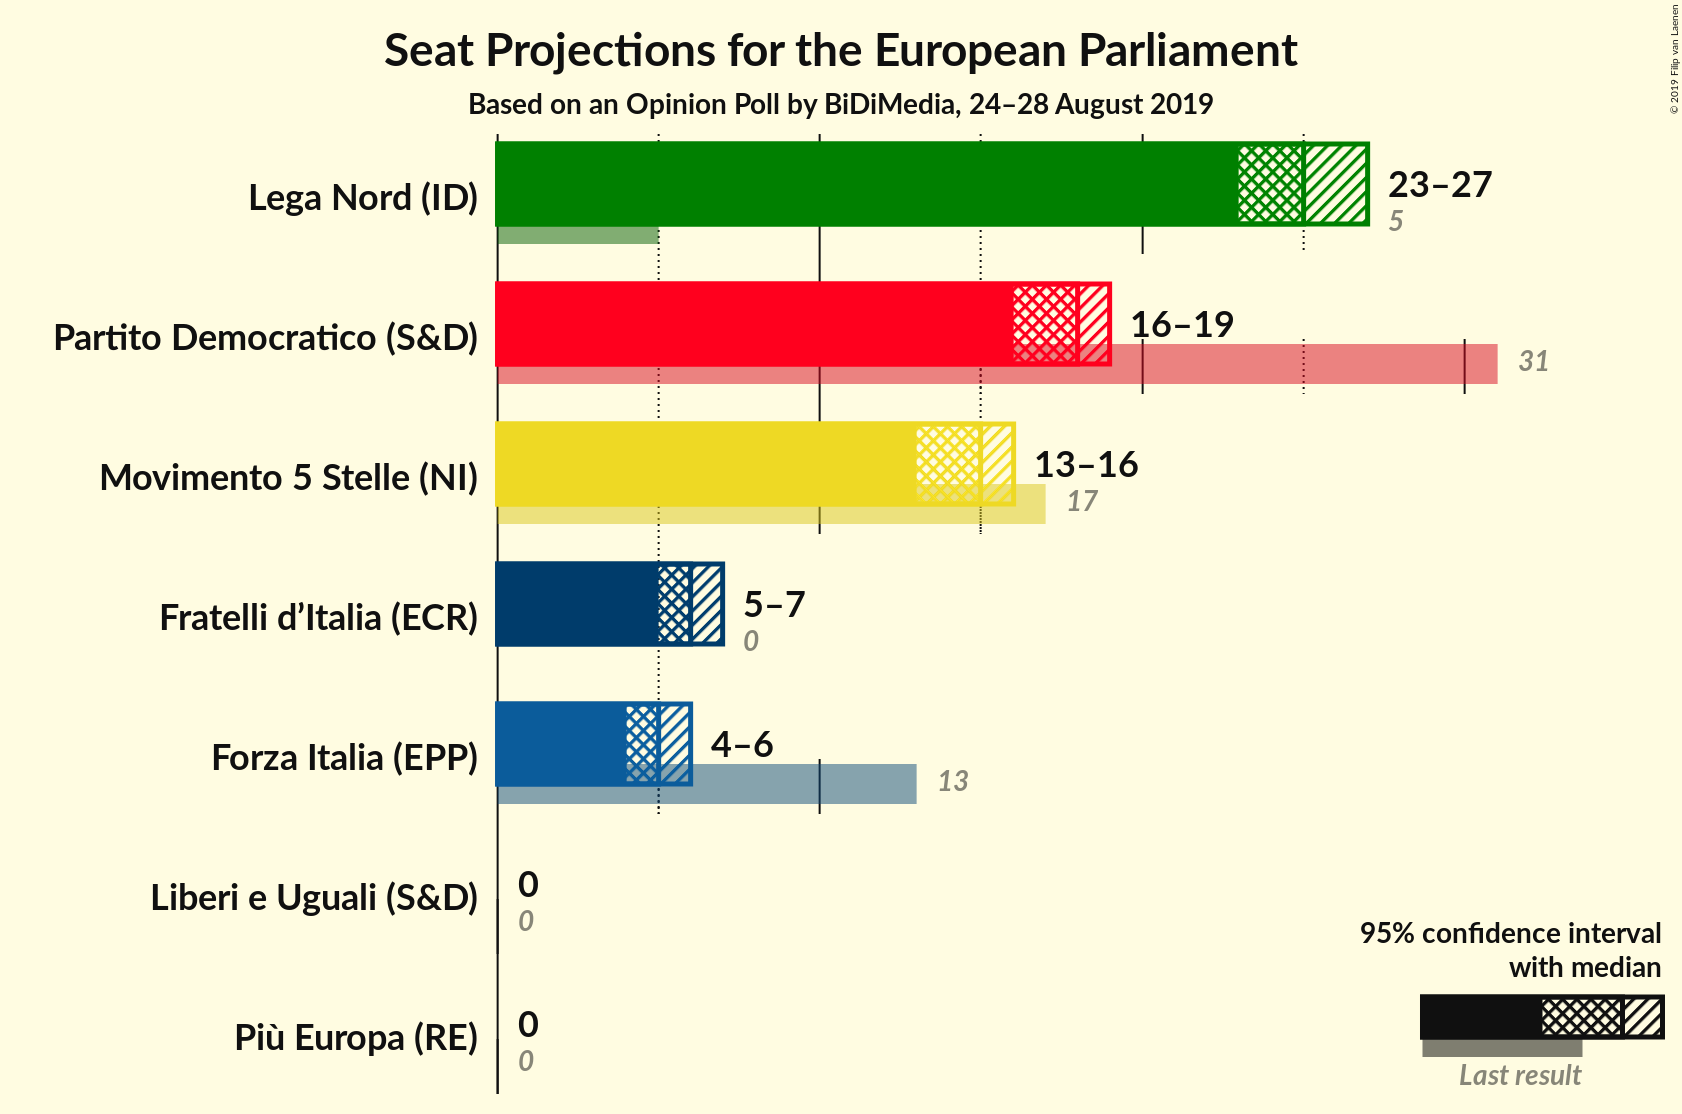 Seat Projections for the European Parliament
Based on an Opinion Poll by BiDiMedia, 24–28 August 2019
© 2019 Filip van Laenen
Lega Nord (ID)
23–27
5
Partito Democratico (S&D)
16–19
31
Movimento 5 Stelle (NI)
13–16
17
Fratelli d’Italia (ECR)
5–7
0
Forza Italia (EPP)
4–6
13
Liberi e Uguali (S&D)
0
0
Più Europa (RE)
0
0
95% confidence interval
with median
Last result